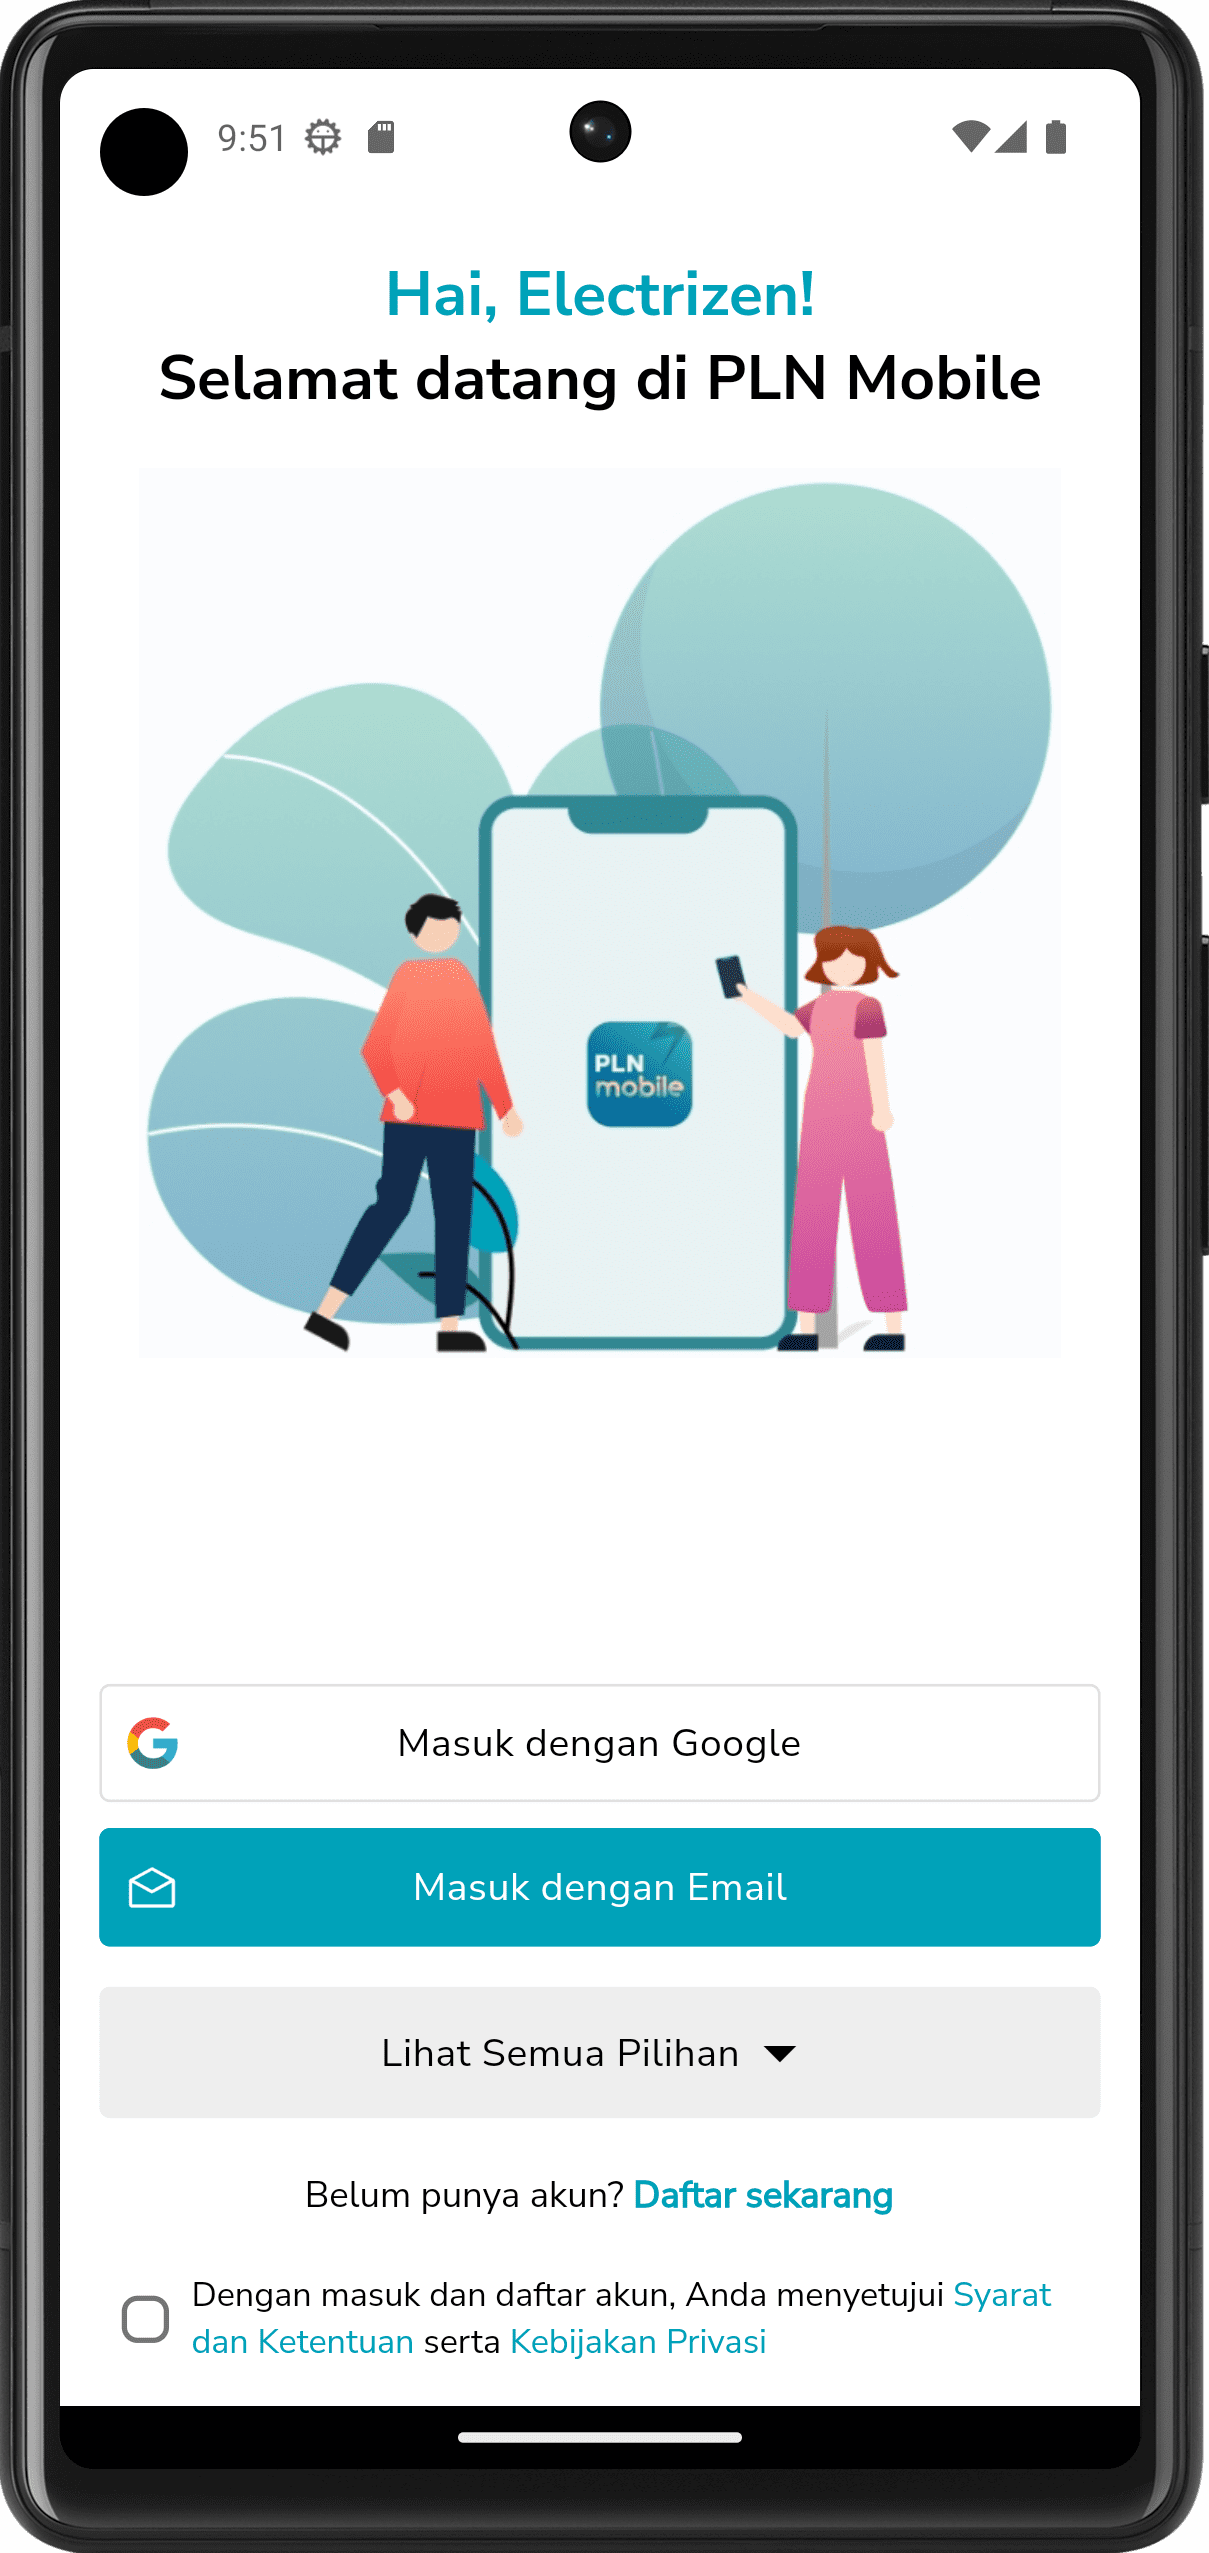 9:51
Hai, Electrizen!
Selamat datang di PLN Mobile
PLN
mobile
Masuk dengan Google
Masuk dengan Email
Lihat Semua Pilihan
Belum punya akun? Daftar sekarang
Dengan masuk dan daftar akun, Anda menyetujui Syarat
dan Ketentuan serta Kebijakan Privasi